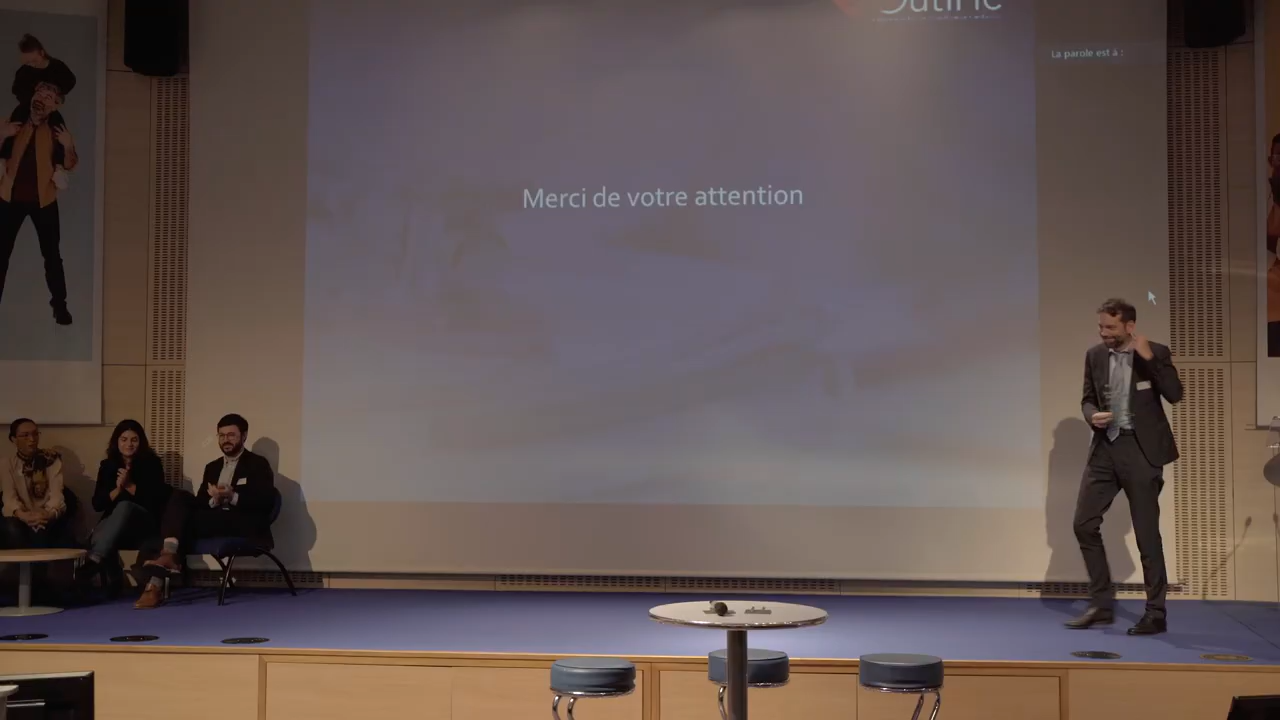 La parole est à :
Merci de votre attention